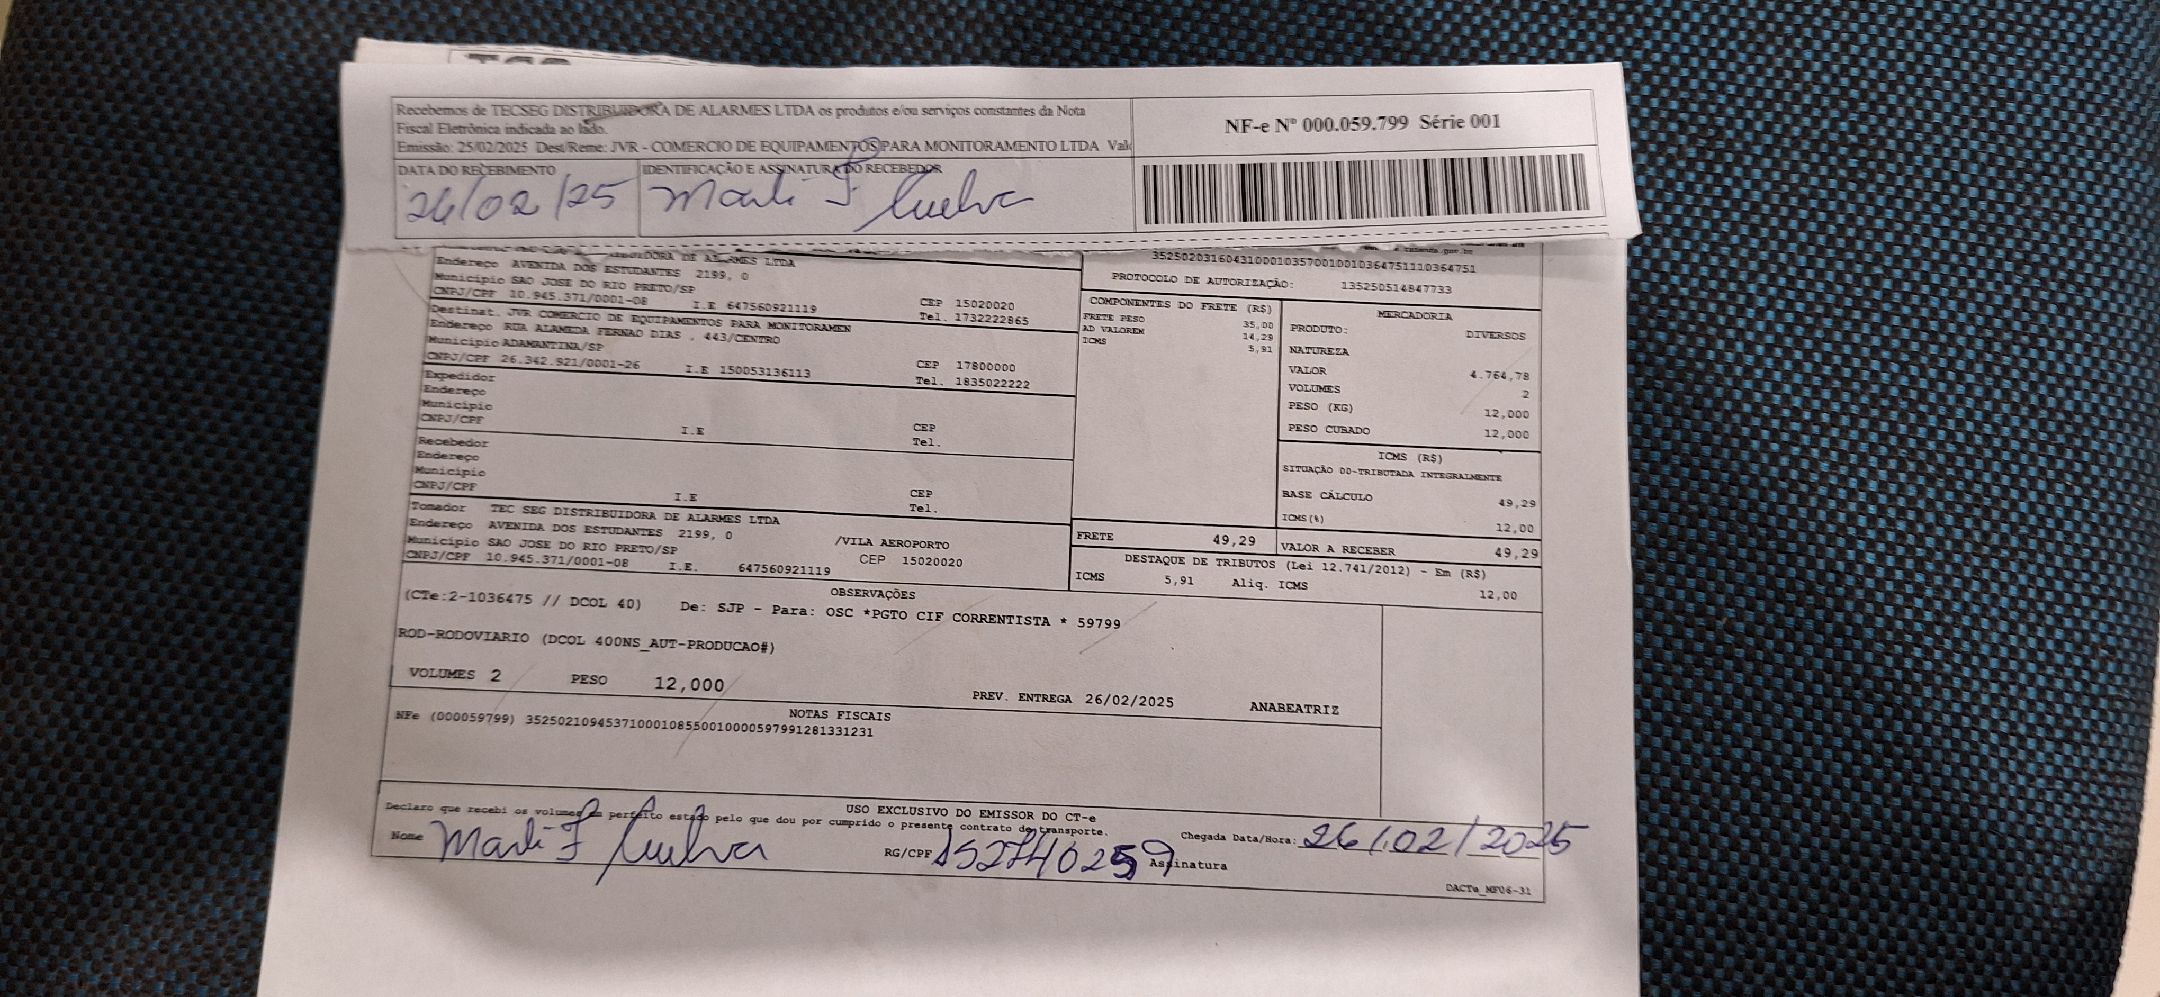 Recebemos de TECSEG DISTRIBUIDORA DE ALARMES LTDA os produtos e/ou serviços constantes da Nota
Fiscal Eletrônica indicada ao lado.
Emissão: 25/02/2025 Dest/Reme: JVR - COMERCIO DE EQUIPAMENTOS PARA MONITORAMENTO LTDA
NF-e Nº 000.059.799 Série 001
DATA DO RECEBIMENTO
26/02/25
IDENTIFICAÇÃO E ASSINATURA DO RECEBEDOR
DE ALARMES LTDA
Endereço AVENIDA DOS ESTUDANTES 2199, 0
Município SAO JOSE DO RIO PRETO/SP CEP 15020020
CNPJ/CPF 10.945.371/0001-08 I.E 647560921119 Tel. 1732222865
Destinat. JVR COMERCIO DE EQUIPAMENTOS PARA MONITORAMEN
Endereço RUA ALAMEDA FERNAO DIAS , 443/CENTRO
Município ADAMANTINA/SP CEP 17800000
CNPJ/CPF 26.342.921/0001-26 I.E 150053136113 Tel. 1835022222
Expedidor
Endereço
Município CEP
CNPJ/CPF I.E Tel.
Recebedor
Endereço
Município CEP
CNPJ/CPF I.E Tel.
Tomador TEC SEG DISTRIBUIDORA DE ALARMES LTDA
Endereço AVENIDA DOS ESTUDANTES 2199, 0 /VILA AEROPORTO
Município SAO JOSE DO RIO PRETO/SP CEP 15020020
CNPJ/CPF 10.945.371/0001-08 I.E. 647560921119
35250203160431000103570010010364751110364751
PROTOCOLO DE AUTORIZAÇÃO: 135250514847733
COMPONENTES DO FRETE (R$)
FRETE PESO 35,00
AD VALOREM 14,29
ICMS 5,91
MERCADORIA
PRODUTO: DIVERSOS
NATUREZA
VALOR 4.764,78
VOLUMES 2
PESO (KG) 12,000
PESO CUBADO 12,000
ICMS (R$)
SITUAÇÃO 00-TRIBUTADA INTEGRALMENTE
BASE CÁLCULO 49,29
ICMS(%) 12,00
FRETE 49,29
VALOR A RECEBER 49,29
DESTAQUE DE TRIBUTOS (Lei 12.741/2012) - Em (R$)
ICMS 5,91 Aliq. ICMS 12,00
OBSERVAÇÕES
(CTe:2-1036475 // DCOL 40) De: SJP - Para: OSC *PGTO CIF CORRENTISTA * 59799
ROD-RODOVIARIO (DCOL 400NS_AUT-PRODUCAO#)
VOLUMES 2 PESO 12,000 PREV. ENTREGA 26/02/2025 ANABEATRIZ
NOTAS FISCAIS
NFe (000059799) 35250210945371000108550010000597991281331231
USO EXCLUSIVO DO EMISSOR DO CT-e
Declaro que recebi os volumes em perfeito estado pelo que dou por cumprido o presente contrato de transporte.
Nome RG/CPF Assinatura
Chegada Data/Hora: 26/02/2025
DACTe_MF06-31